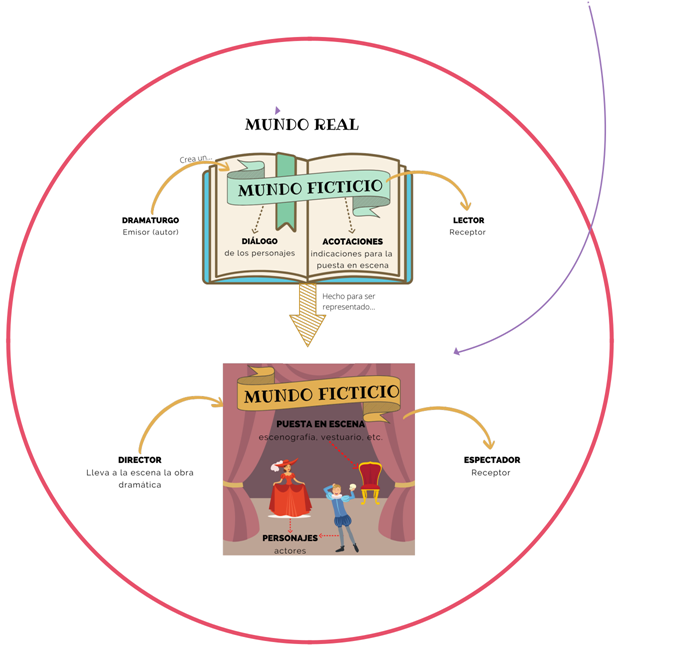 MUNDO REAL
Crea un...
MUNDO FICTICIO
DRAMATURGO
Emisor (autor)
LECTOR
Receptor
DIÁLOGO
de los personajes
ACOTACIONES
indicaciones para la
puesta en escena
Hecho para ser
representado...
MUNDO FICTICIO
PUESTA EN ESCENA
escenografía, vestuario, etc.
DIRECTOR
Lleva a la escena la obra
dramática
ESPECTADOR
Receptor
PERSONAJES
actores